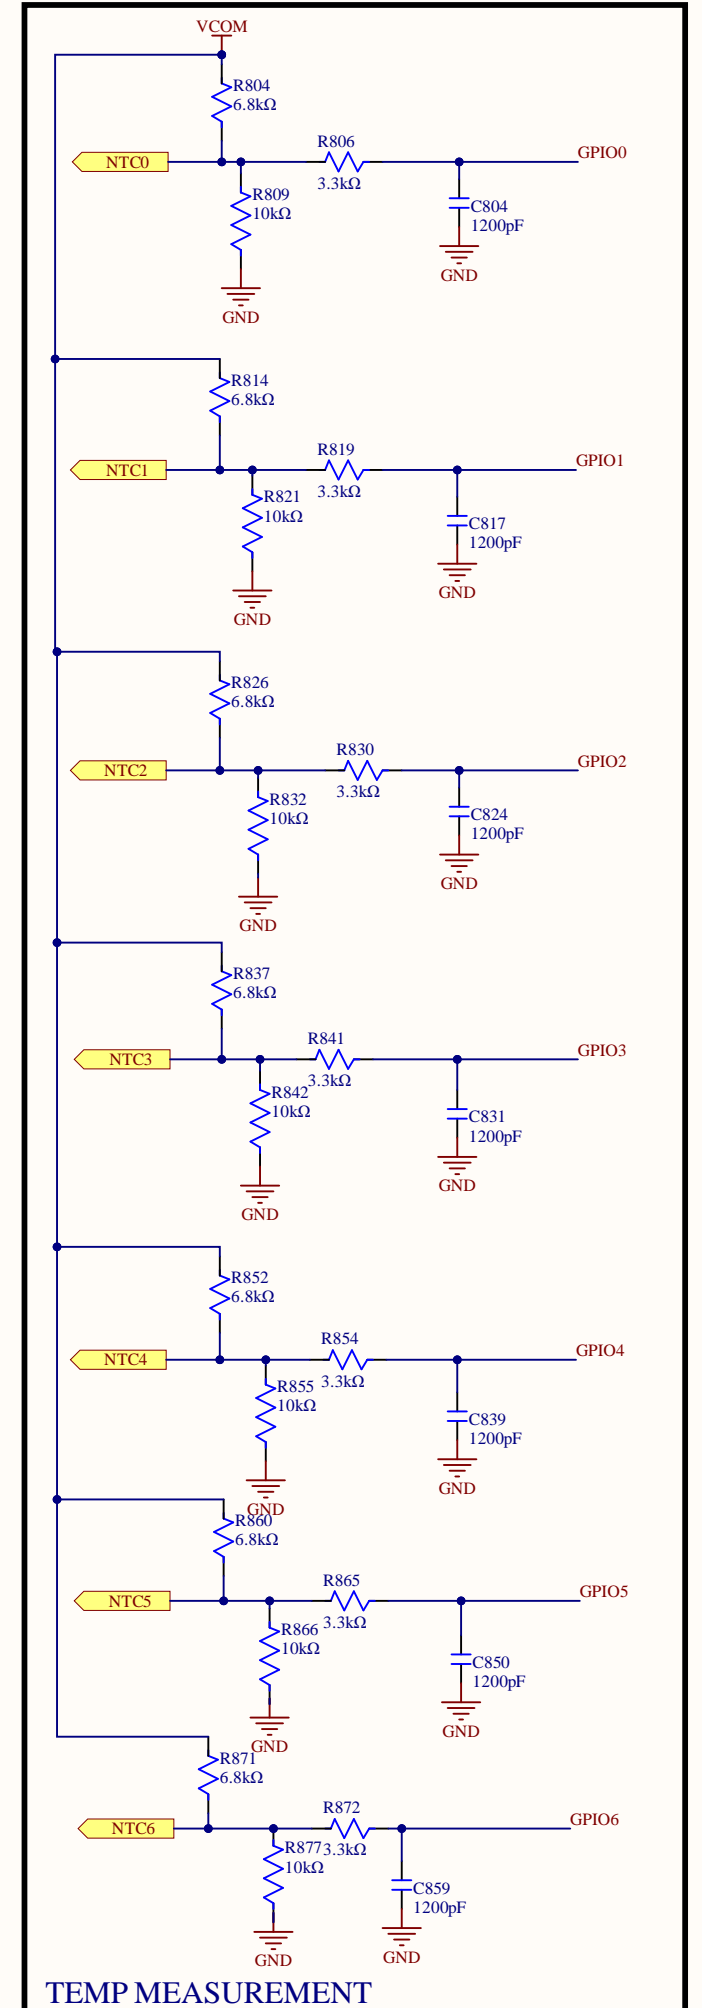 VCOM
R804
6.8kΩ
NTC0
R806
3.3kΩ
GPIO0
R809
10kΩ
C804
1200pF
GND
GND
R814
6.8kΩ
NTC1
R819
3.3kΩ
GPIO1
R821
10kΩ
C817
1200pF
GND
GND
R826
6.8kΩ
NTC2
R830
3.3kΩ
GPIO2
R832
10kΩ
C824
1200pF
GND
GND
R837
6.8kΩ
NTC3
R841
3.3kΩ
GPIO3
R842
10kΩ
C831
1200pF
GND
GND
R852
6.8kΩ
NTC4
R854
3.3kΩ
GPIO4
R855
10kΩ
C839
1200pF
GND
GND
R860
6.8kΩ
NTC5
R865
3.3kΩ
GPIO5
R866
10kΩ
C850
1200pF
GND
GND
R871
6.8kΩ
NTC6
R872
3.3kΩ
GPIO6
R877
10kΩ
C859
1200pF
GND
GND
TEMP MEASUREMENT